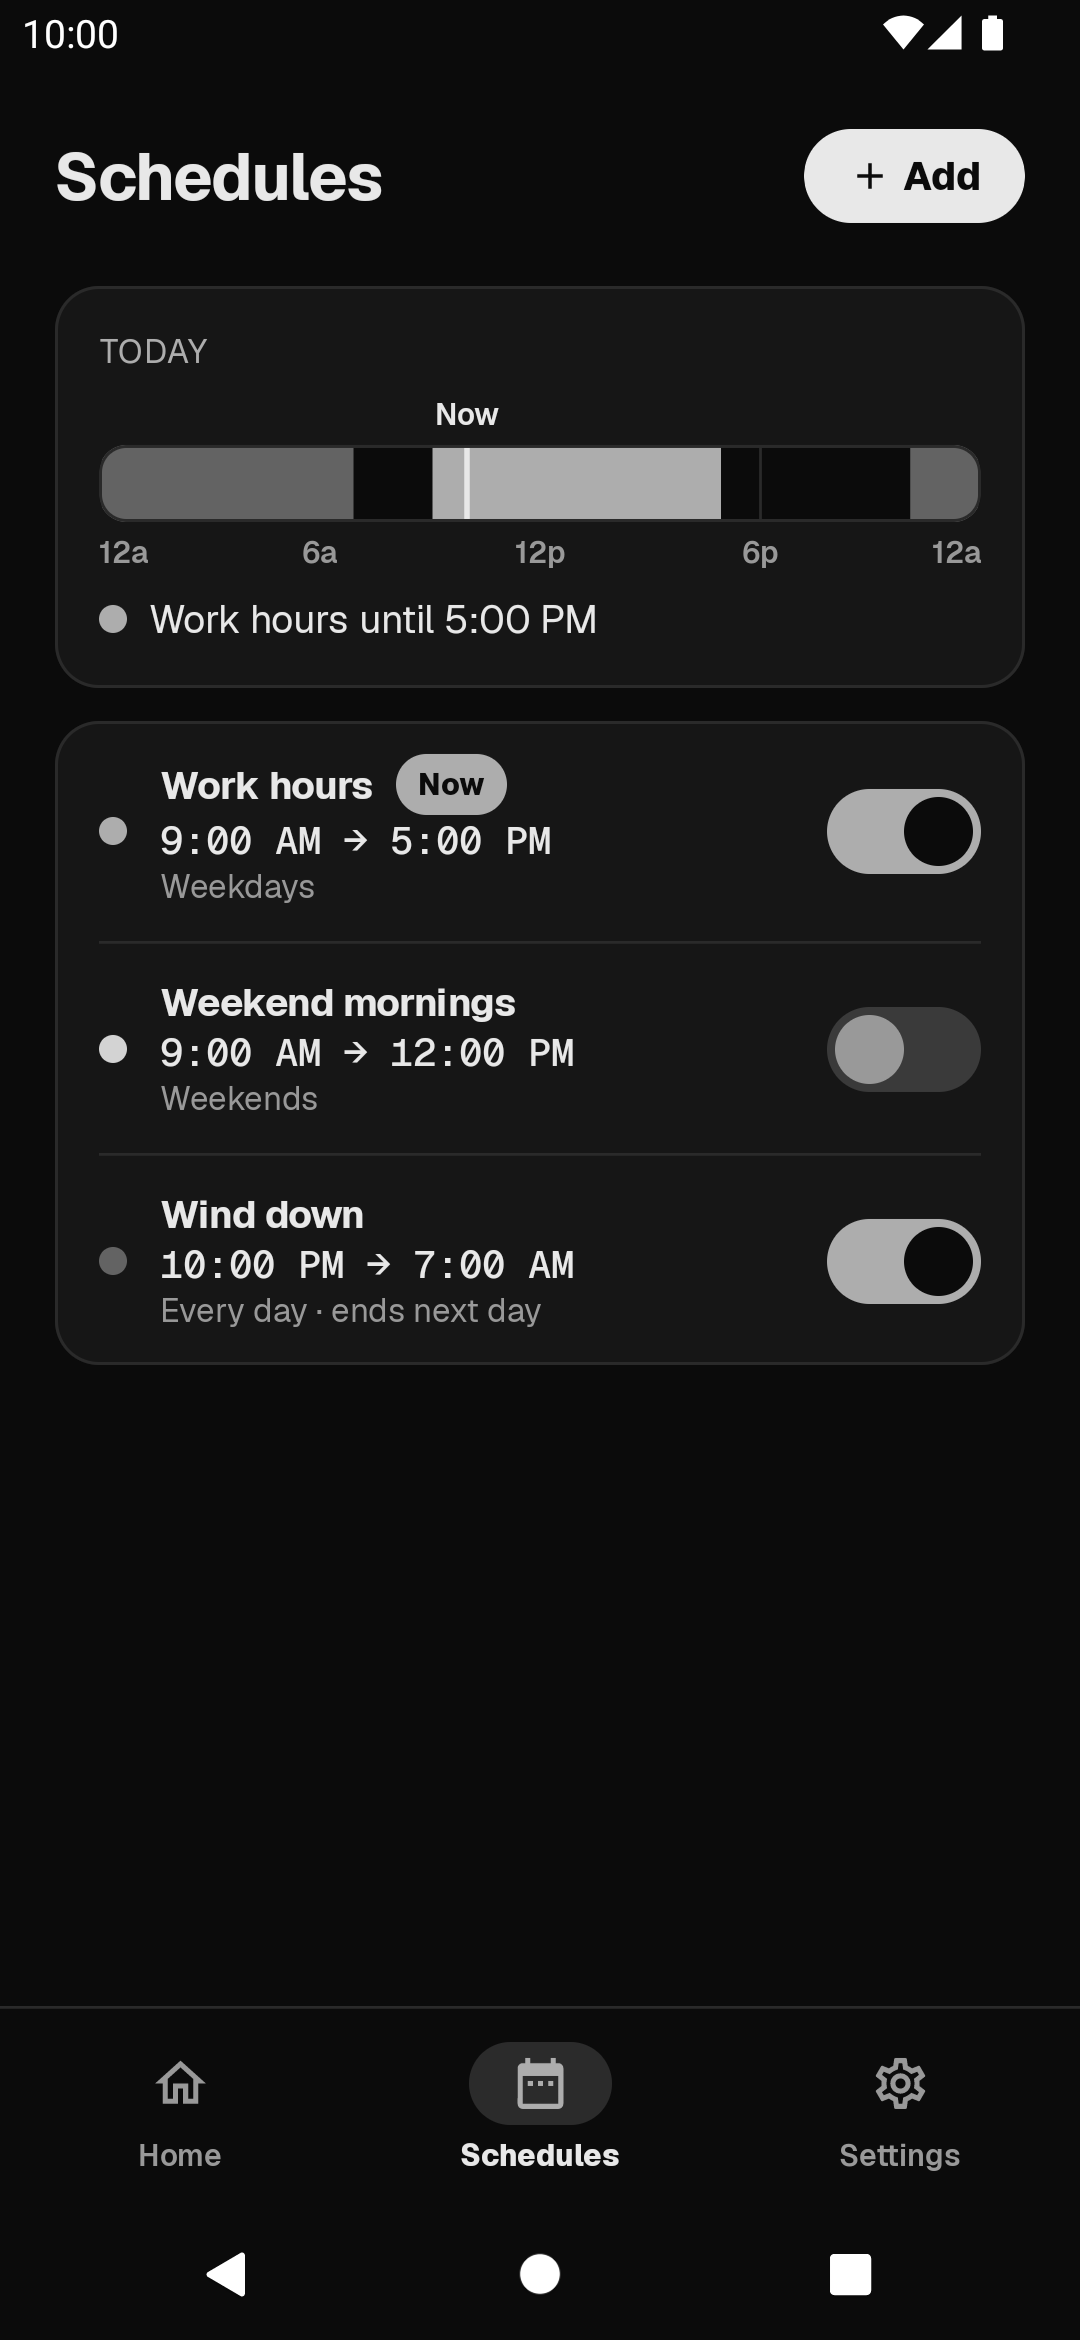 10:00
Schedules
+ Add
TODAY
Now
12a 6a 12p 6p 12a
Work hours until 5:00 PM
Work hours Now
9:00 AM → 5:00 PM
Weekdays
Weekend mornings
9:00 AM → 12:00 PM
Weekends
Wind down
10:00 PM → 7:00 AM
Every day · ends next day
Home Schedules Settings